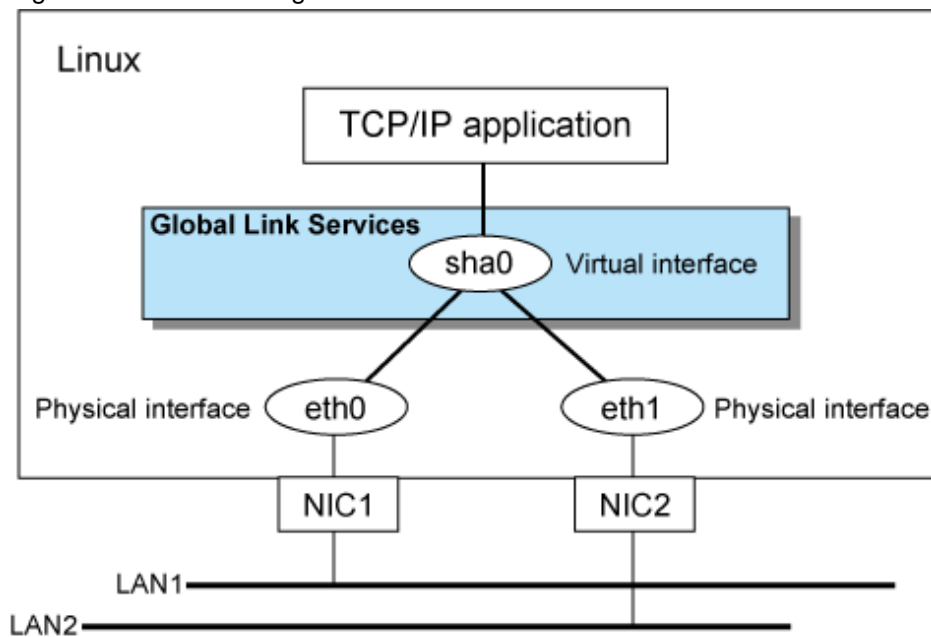 Linux
TCP/IP application
Global Link Services
sha0 Virtual interface
Physical interface eth0 eth1 Physical interface
NIC1 NIC2
LAN1
LAN2